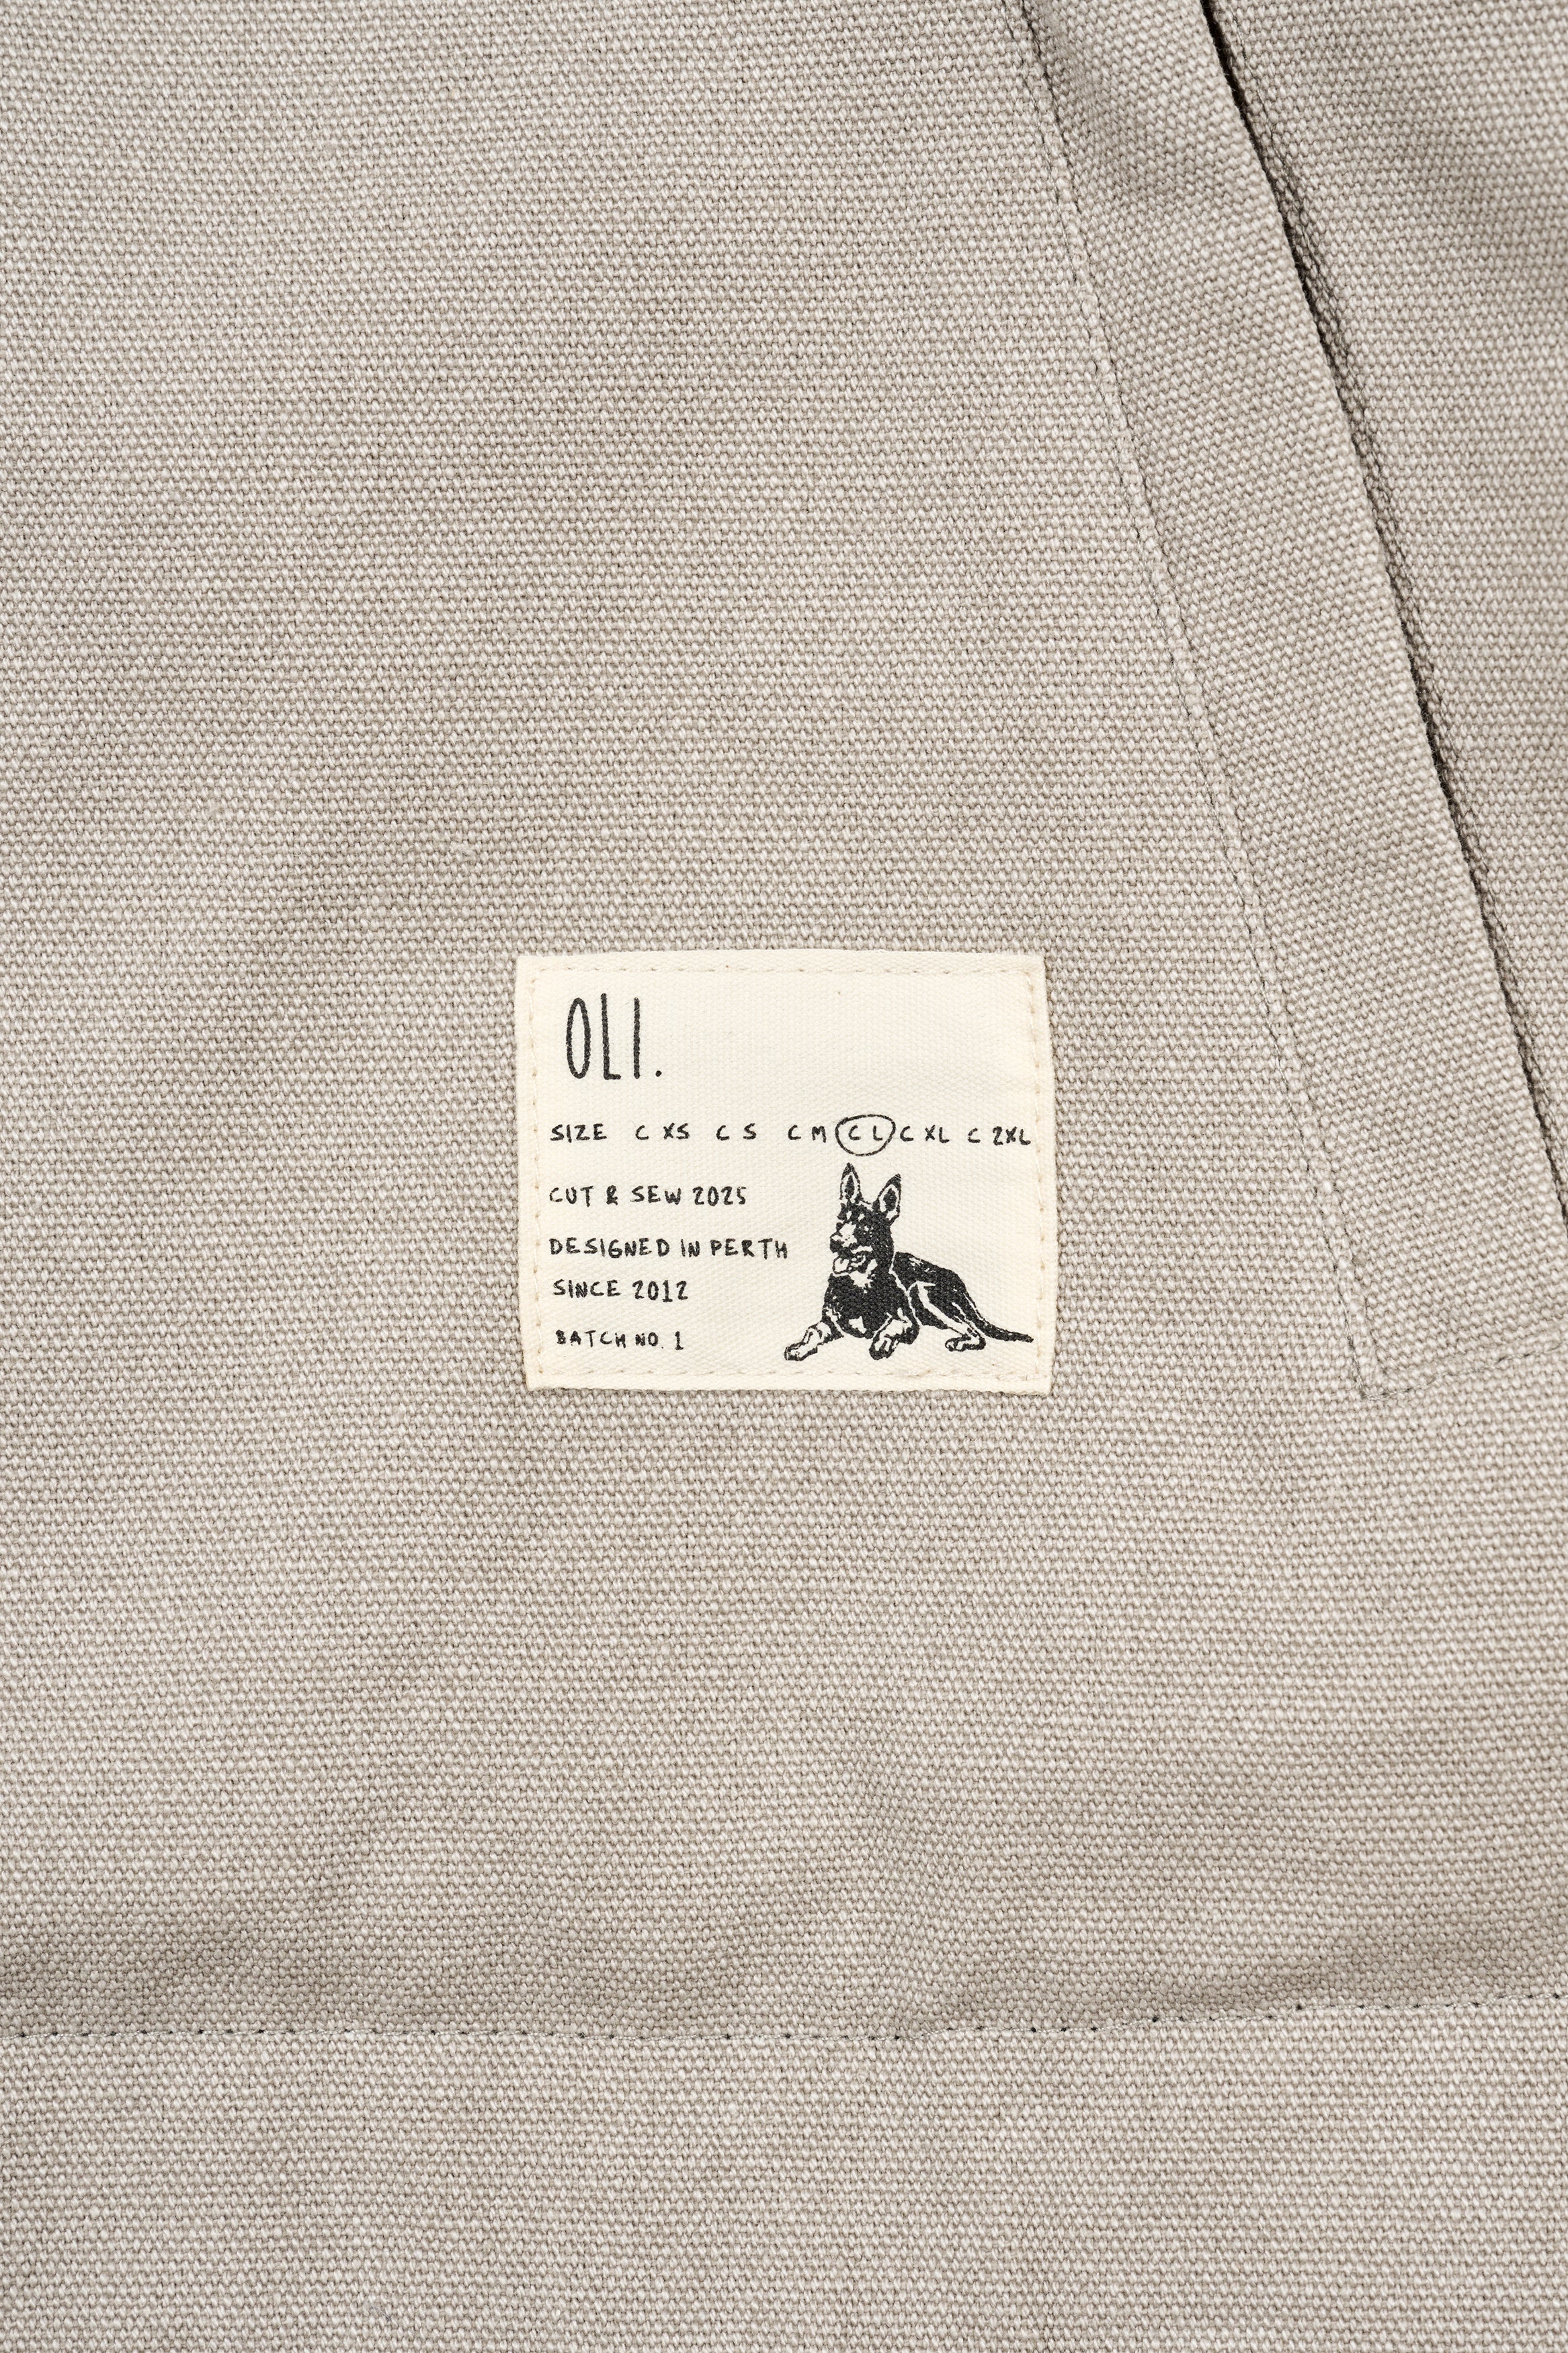 OLI.
SIZE C XS C S C M C L C XL C 2XL
CUT & SEW 2025
DESIGNED IN PERTH
SINCE 2012
BATCH NO. 1